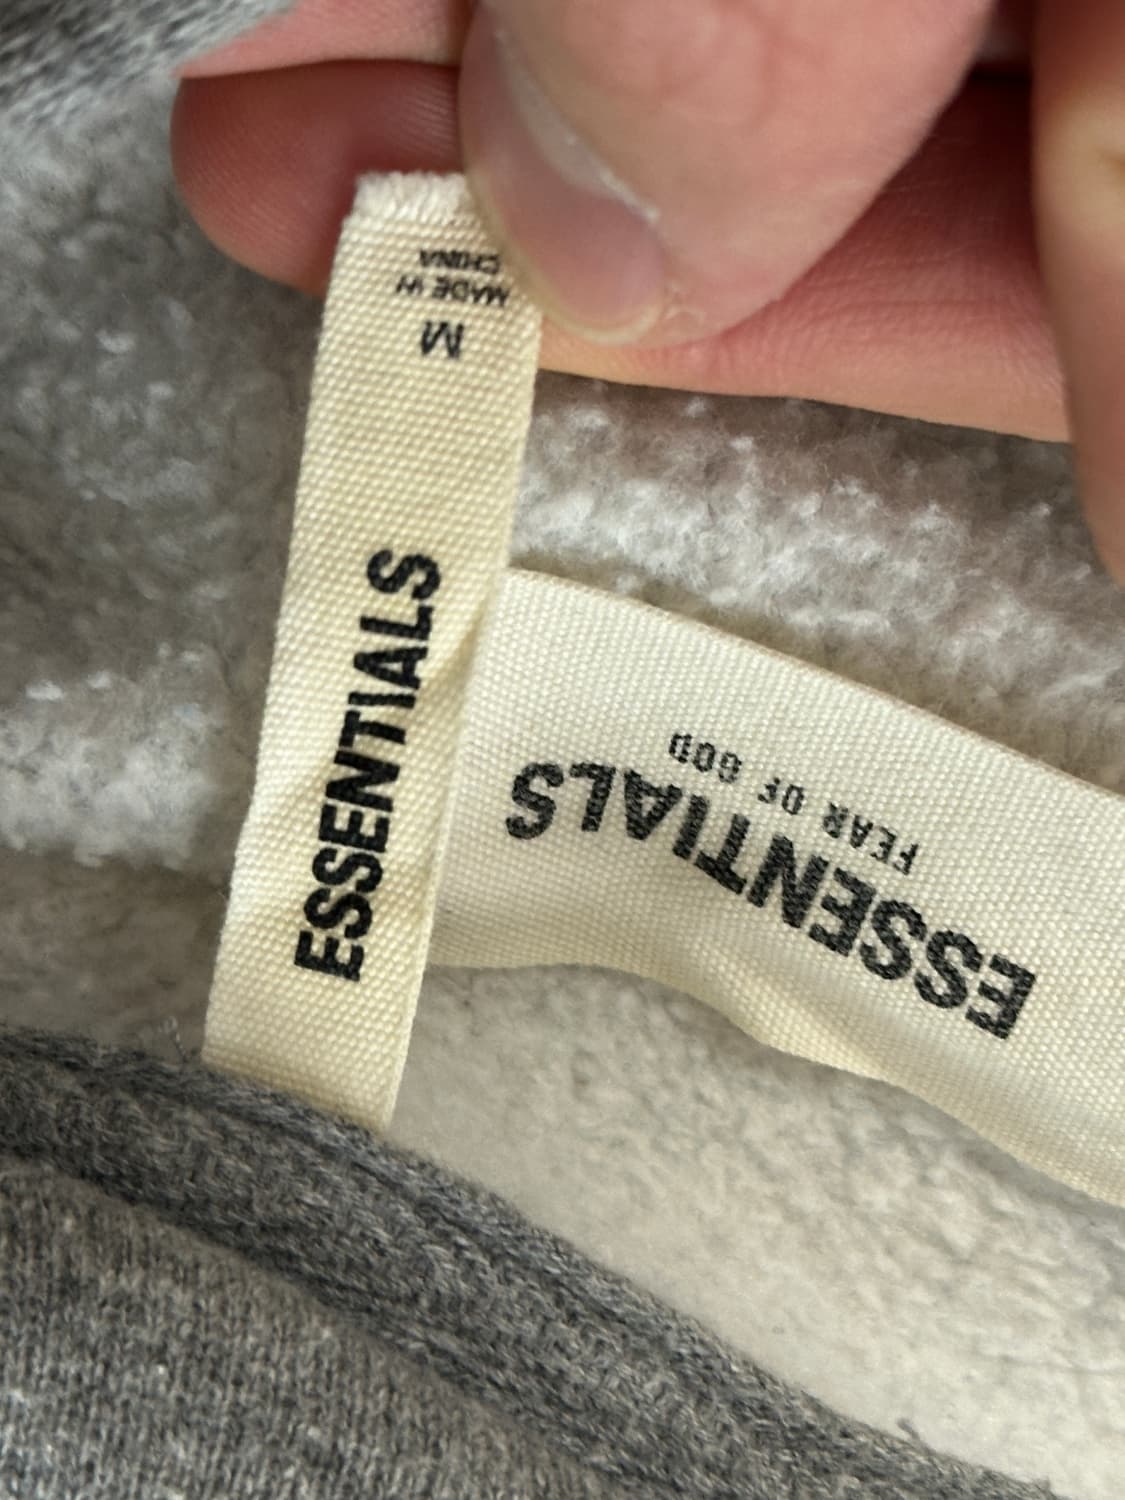 ESSENTIALS
M
MADE IN
CHINA
ESSENTIALS
FEAR OF GOD